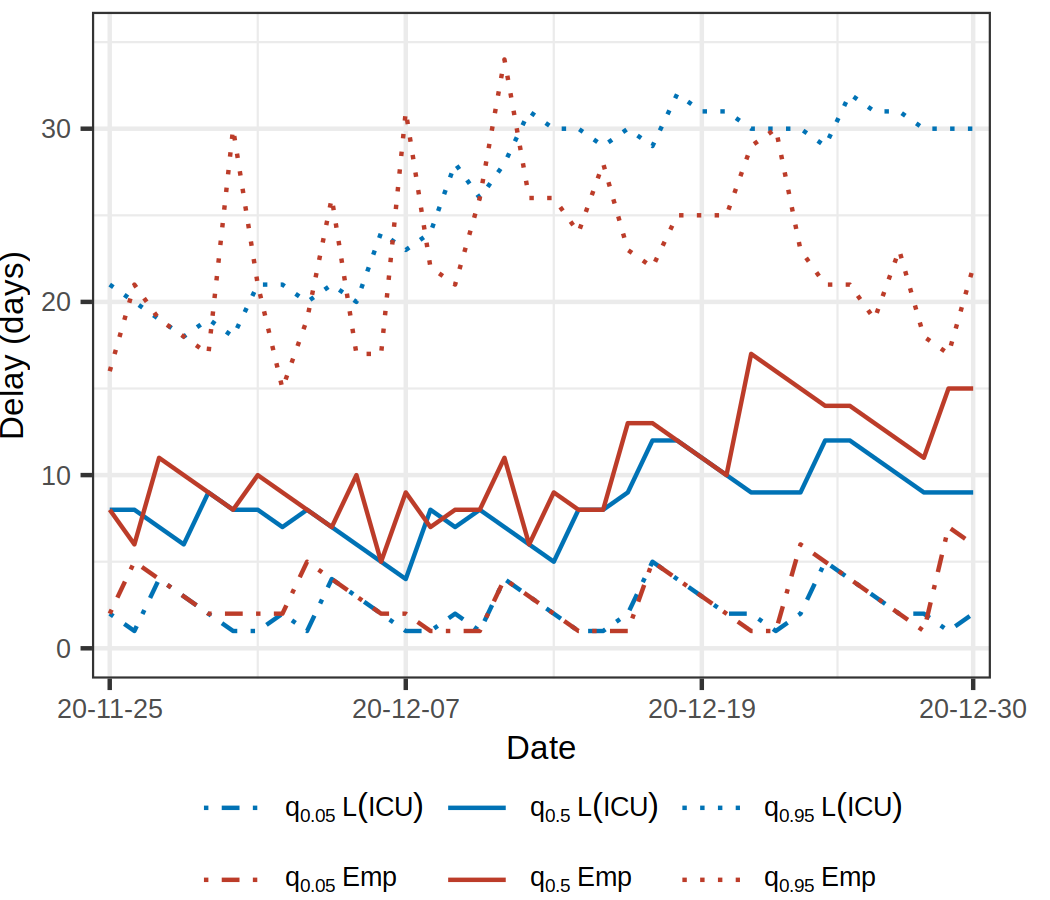 Delay (days)
30
20
10
0
20-11-25 20-12-07 20-12-19 20-12-30
Date
q0.05 L(ICU) q0.5 L(ICU) q0.95 L(ICU)
q0.05 Emp q0.5 Emp q0.95 Emp